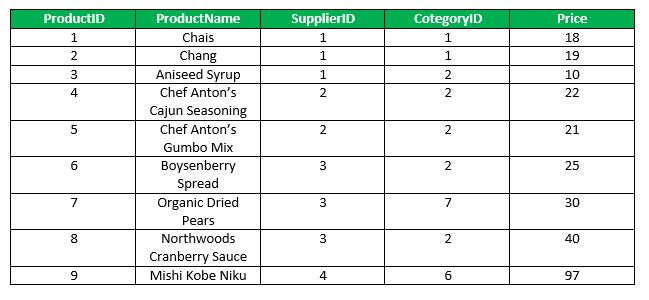 ProductID ProductName SupplierID CotegoryID Price
1 Chais 1 1 18
2 Chang 1 1 19
3 Aniseed Syrup 1 2 10
4 Chef Anton’s 2 2 22
Cajun Seasoning
5 Chef Anton’s 2 2 21
Gumbo Mix
6 Boysenberry 3 2 25
Spread
7 Organic Dried 3 7 30
Pears
8 Northwoods 3 2 40
Cranberry Sauce
9 Mishi Kobe Niku 4 6 97